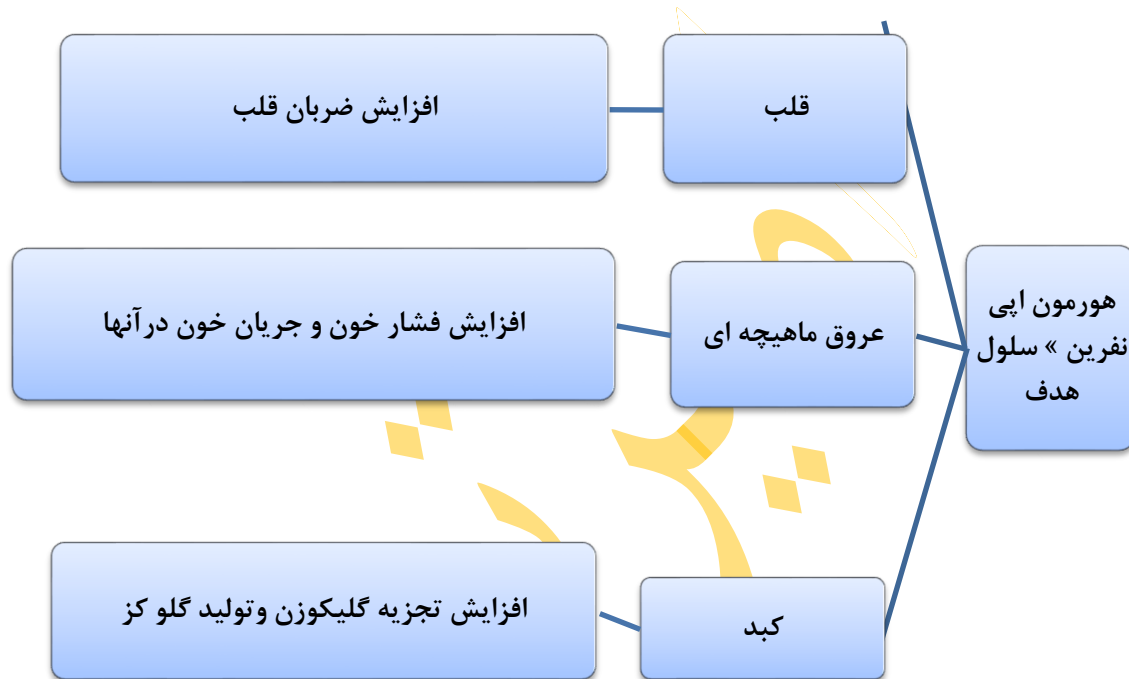 هورمون اپی
نفرین » سلول
هدف
قلب
افزایش ضربان قلب
عروق ماهیچه ای
افزایش فشار خون و جریان خون درآنها
کبد
افزایش تجزیه گلیکوزن وتولید گلو کز